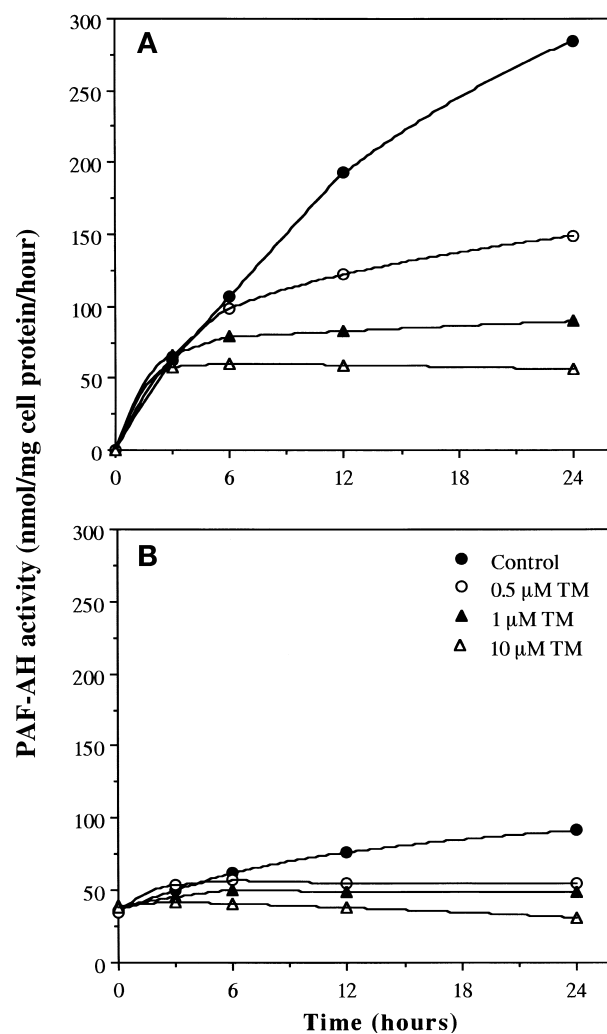 PAF-AH activity (nmol/mg cell protein/hour)
A
300
250
200
150
100
50
0
0 6 12 18 24
B
300
250
200
150
100
50
0
Control
0.5 μM TM
1 μM TM
10 μM TM
0 6 12 18 24
Time (hours)